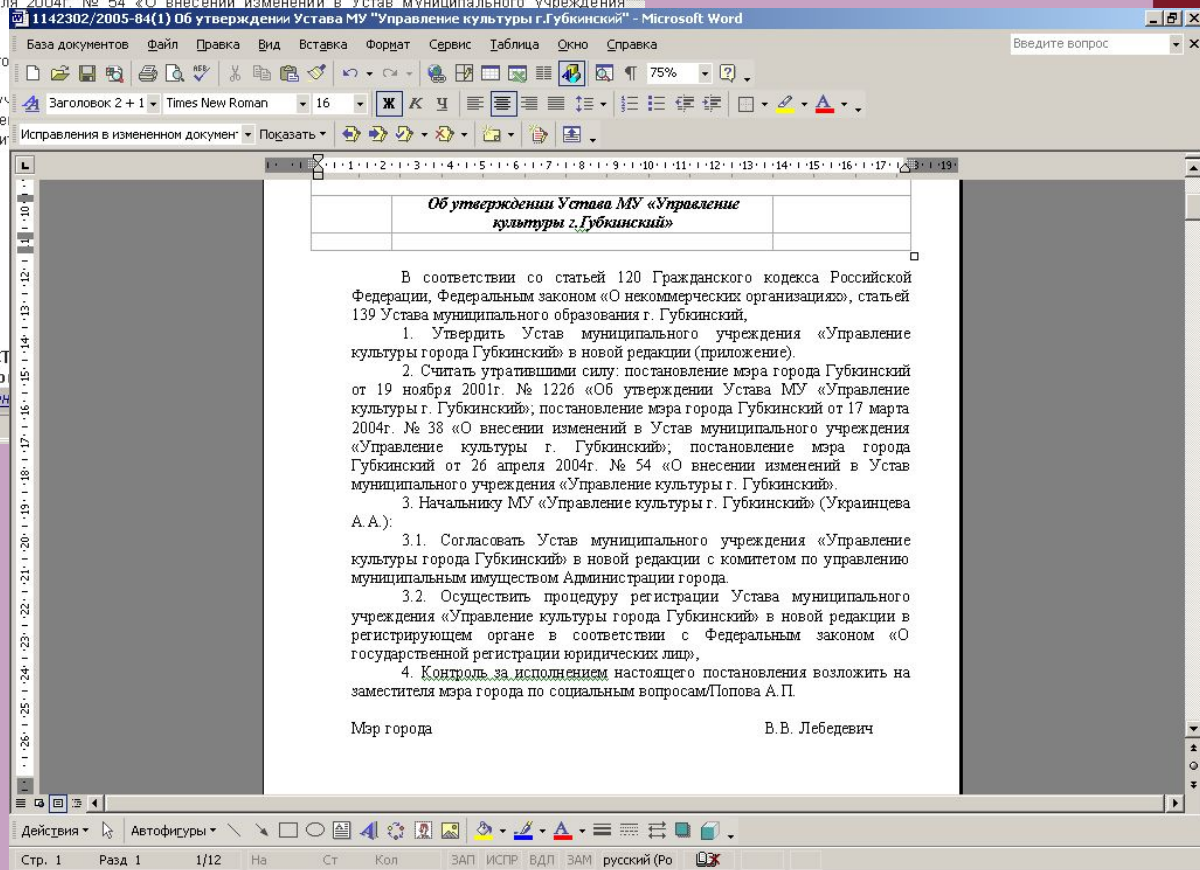 ля 2004г. № 54 «О внесении изменений в Устав муниципального учреждения
1142302/2005-84(1) Об утверждении Устава МУ "Управление культуры г.Губкинский" - Microsoft Word
База документов Файл Правка Вид Вставка Формат Сервис Таблица Окно Справка
Введите вопрос
75%
Заголовок 2 + 1 Times New Roman 16 Ж К Ч
Исправления в измененном документ Показать
Об утверждении Устава МУ «Управление
культуры г.Губкинский»
В соответствии со статьей 120 Гражданского кодекса Российской
Федерации, Федеральным законом «О некоммерческих организациях», статьей
139 Устава муниципального образования г. Губкинский,
1. Утвердить Устав муниципального учреждения «Управление
культуры города Губкинский» в новой редакции (приложение).
2. Считать утратившими силу: постановление мэра города Губкинский
от 19 ноября 2001г. № 1226 «Об утверждении Устава МУ «Управление
культуры г. Губкинский»; постановление мэра города Губкинский от 17 марта
2004г. № 38 «О внесении изменений в Устав муниципального учреждения
«Управление культуры г. Губкинский»; постановление мэра города
Губкинский от 26 апреля 2004г. № 54 «О внесении изменений в Устав
муниципального учреждения «Управление культуры г. Губкинский».
3. Начальнику МУ «Управление культуры г. Губкинский» (Украинцева
А.А.):
3.1. Согласовать Устав муниципального учреждения «Управление
культуры города Губкинский» в новой редакции с комитетом по управлению
муниципальным имуществом Администрации города.
3.2. Осуществить процедуру регистрации Устава муниципального
учреждения «Управление культуры города Губкинский» в новой редакции в
регистрирующем органе в соответствии с Федеральным законом «О
государственной регистрации юридических лиц»,
4. Контроль за исполнением настоящего постановления возложить на
заместителя мэра города по социальным вопросам/Попова А.П.
Мэр города В.В. Лебедевич
Действия Автофигуры
Стр. 1 Разд 1 1/12 На Ст Кол ЗАП ИСПР ВДЛ ЗАМ русский (Ро